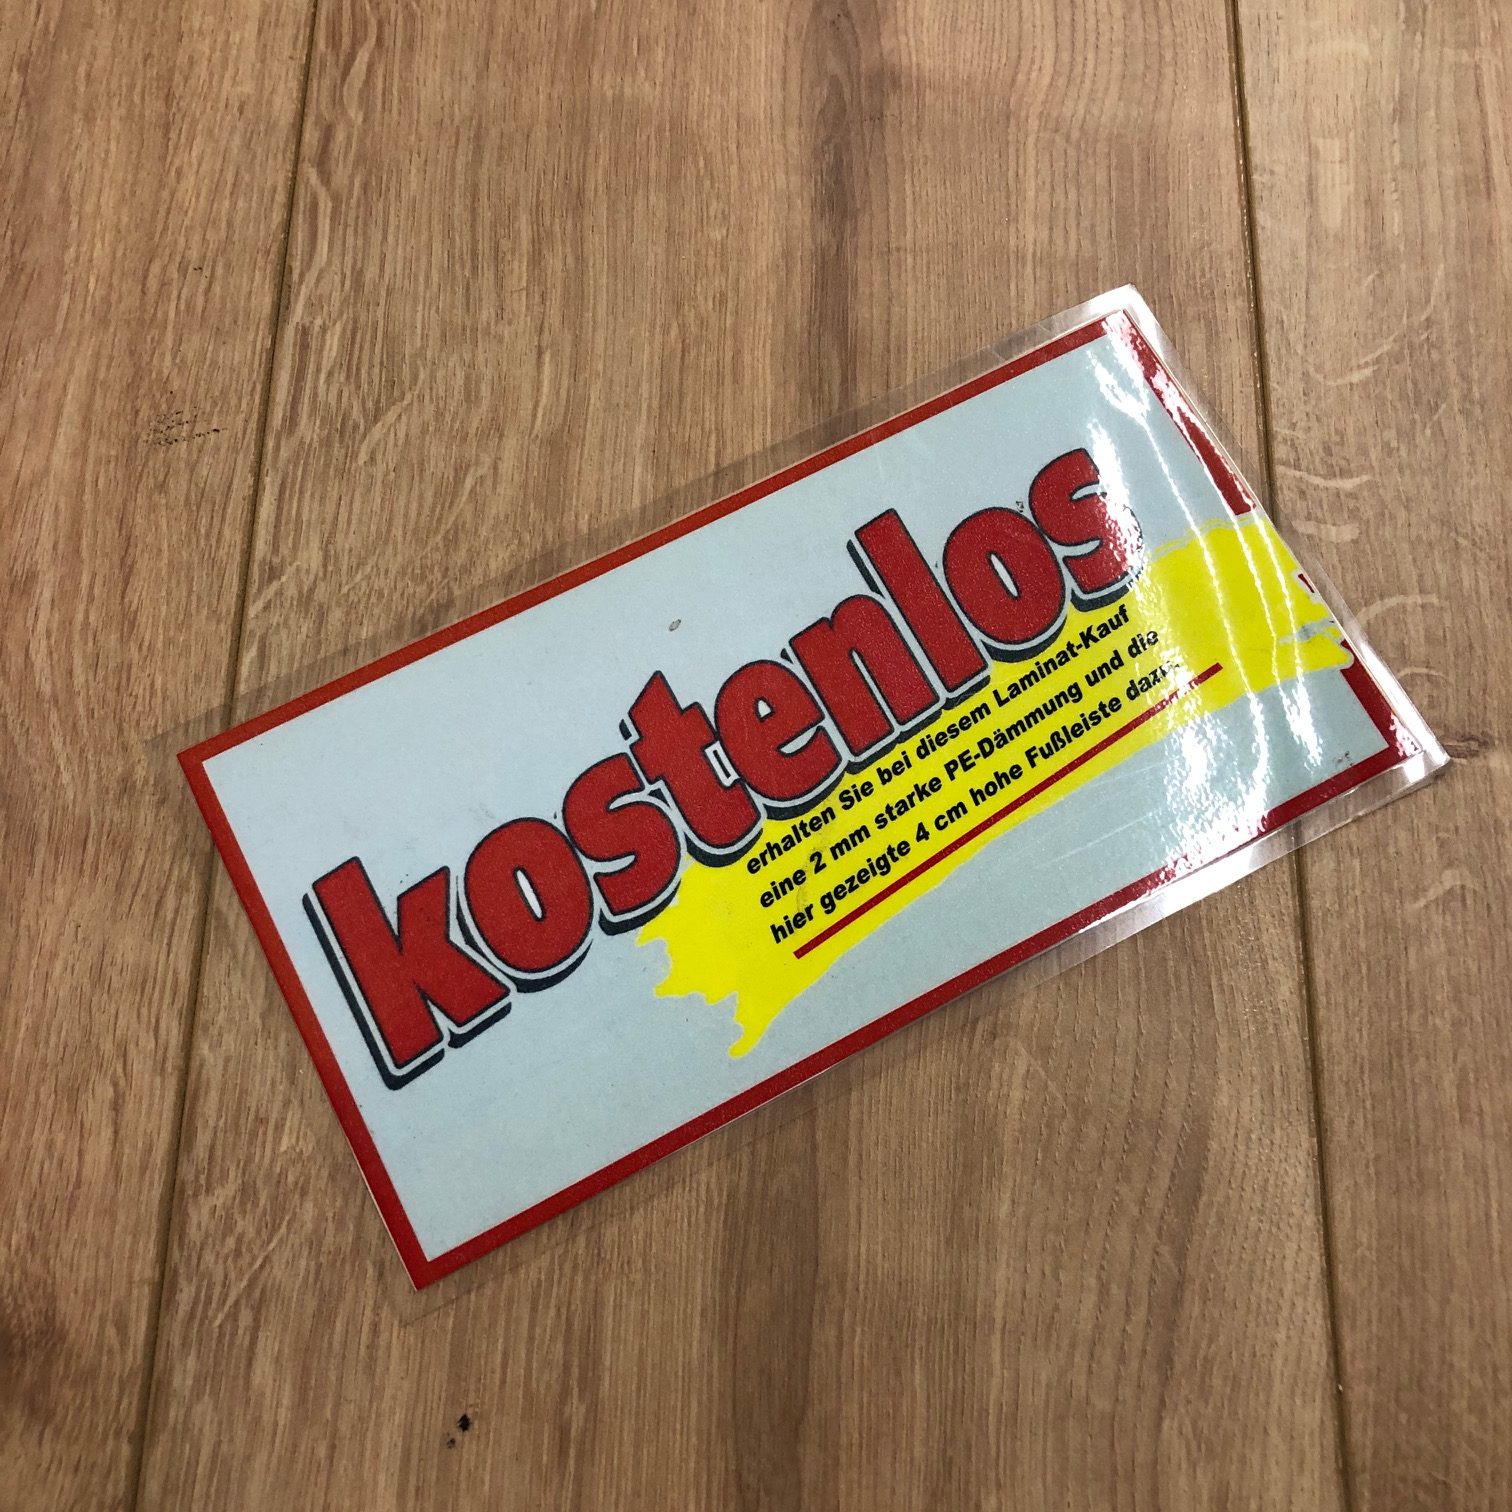 kostenlos
erhalten Sie bei diesem Laminat-Kauf
eine 2 mm starke PE-Dämmung und die
hier gezeigte 4 cm hohe Fußleiste dazu.